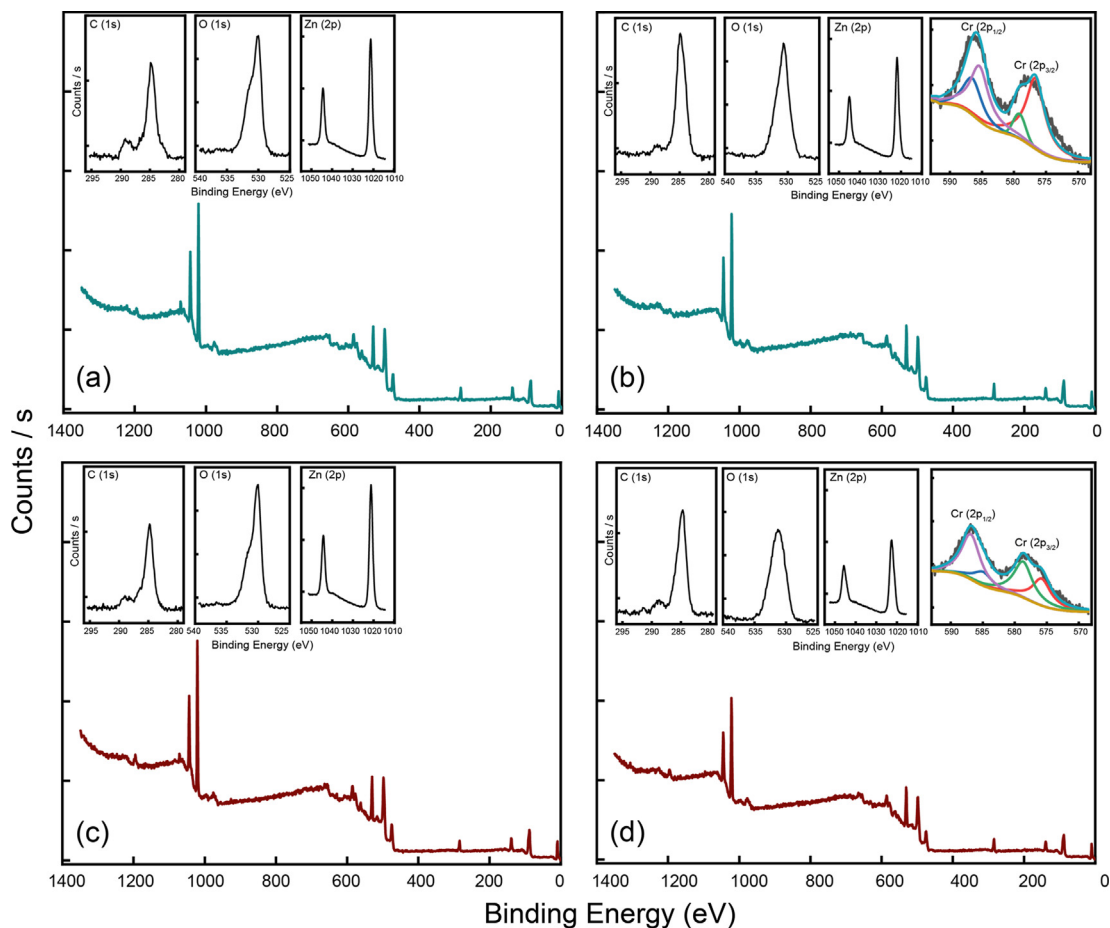 C (1s)
O (1s)
Zn (2p)
Counts / s
295 290 285 280
540 535 530 525
1050 1040 1030 1020 1010
Binding Energy (eV)
(a)
1400 1200 1000 800 600 400 200 0
C (1s)
O (1s)
Zn (2p)
Cr (2p1/2)
Cr (2p3/2)
Counts / s
295 290 285 280
540 530 525
1050 1040 1030 1020 1010
590 585 580 575 570
Binding Energy (eV)
(b)
1400 1200 1000 800 600 400 200 0
Counts / s
C (1s)
O (1s)
Zn (2p)
Counts / s
295 290 285 280
540 535 530 525
1050 1040 1030 1020 1010
Binding Energy (eV)
(c)
1400 1200 1000 800 600 400 200 0
C (1s)
O (1s)
Zn (2p)
Cr (2p1/2)
Cr (2p3/2)
Counts / s
295 290 285 280
540 535 530 525
1050 1040 1030 1020 1010
590 585 580 575 570
Binding Energy (eV)
(d)
1400 1200 1000 800 600 400 200 0
Binding Energy (eV)